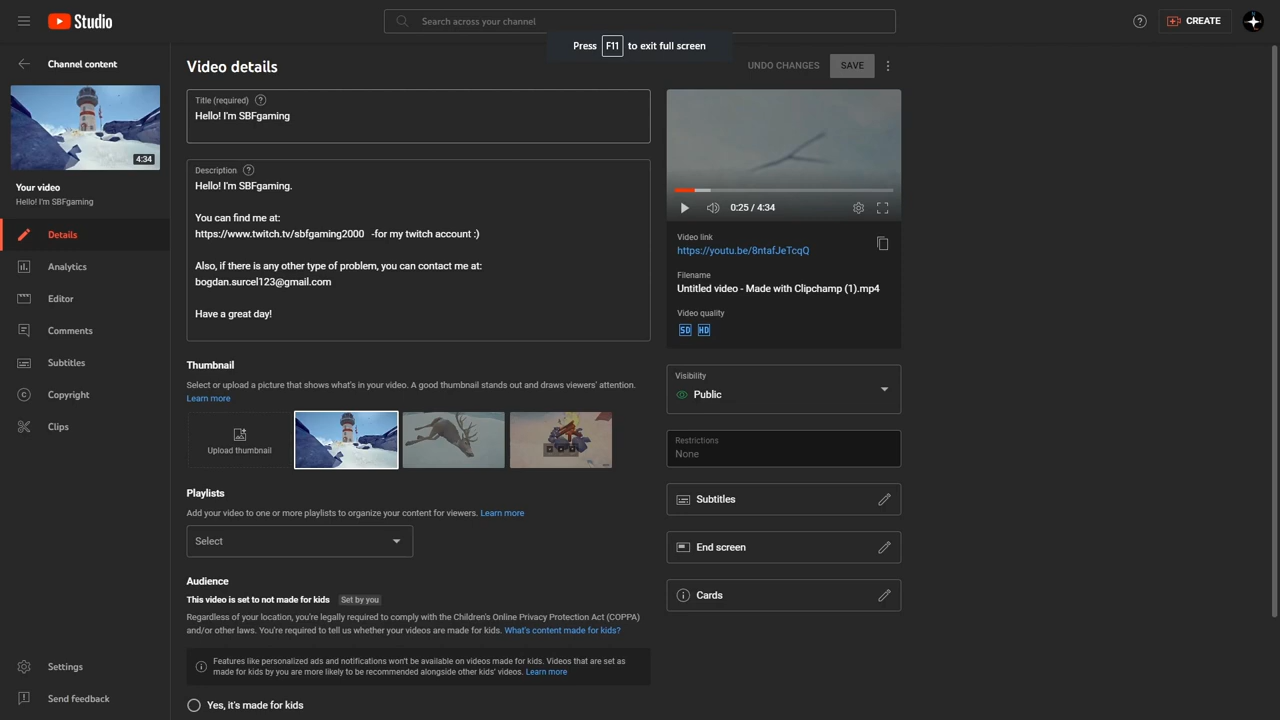 Studio
Search across your channel
CREATE
Press F11 to exit full screen
Channel content
4:34
Your video
Hello! I'm SBFgaming
Details
Analytics
Editor
Comments
Subtitles
Copyright
Clips
Settings
Send feedback
Video details
UNDO CHANGES
SAVE
Title (required)
Hello! I'm SBFgaming
Description
Hello! I'm SBFgaming.
You can find me at:
https://www.twitch.tv/sbfgaming2000 -for my twitch account :)
Also, if there is any other type of problem, you can contact me at:
bogdan.surcel123@gmail.com
Have a great day!
Thumbnail
Select or upload a picture that shows what's in your video. A good thumbnail stands out and draws viewers' attention.
Learn more
Upload thumbnail
Playlists
Add your video to one or more playlists to organize your content for viewers. Learn more
Select
Audience
This video is set to not made for kids Set by you
Regardless of your location, you're legally required to comply with the Children's Online Privacy Protection Act (COPPA)
and/or other laws. You're required to tell us whether your videos are made for kids. What's content made for kids?
Features like personalized ads and notifications won't be available on videos made for kids. Videos that are set as
made for kids by you are more likely to be recommended alongside other kids' videos. Learn more
Yes, it's made for kids
0:25 / 4:34
Video link
https://youtu.be/8ntafJeTcqQ
Filename
Untitled video - Made with Clipchamp (1).mp4
Video quality
SD HD
Visibility
Public
Restrictions
None
Subtitles
End screen
Cards